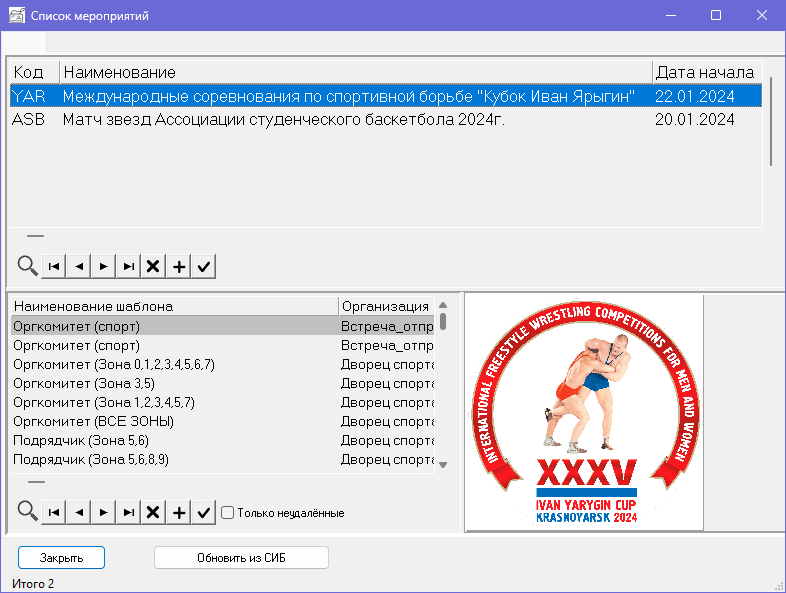 Список мероприятий
Код Наименование Дата начала
YAR Международные соревнования по спортивной борьбе "Кубок Иван Ярыгин" 22.01.2024
ASB Матч звезд Ассоциации студенческого баскетбола 2024г. 20.01.2024
Наименование шаблона Организация
Оргкомитет (спорт) Встреча_отпр
Оргкомитет (спорт) Встреча_отпр
Оргкомитет (Зона 0,1,2,3,4,5,6,7) Дворец спорта
Оргкомитет (Зона 3,5) Дворец спорта
Оргкомитет (Зона 1,2,3,4,5,7) Дворец спорта
Оргкомитет (ВСЕ ЗОНЫ) Дворец спорта
Подрядчик (Зона 5,6) Дворец спорта
Подрядчик (Зона 5,6,8,9) Дворец спорта
Только неудалённые
INTERNATIONAL FREESTYLE WRESTLING COMPETITIONS FOR MEN AND WOMEN
XXXV
IVAN YARYGIN CUP
KRASNOYARSK 2024
Закрыть Обновить из СИБ
Итого 2